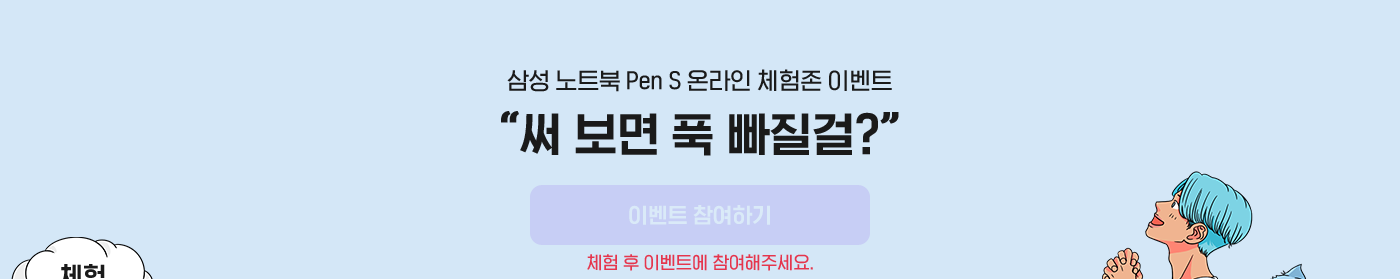 삼성 노트북 Pen S 온라인 체험존 이벤트
“써 보면 푹 빠질걸?”
이벤트 참여하기
체험 후 이벤트에 참여해주세요.
체험